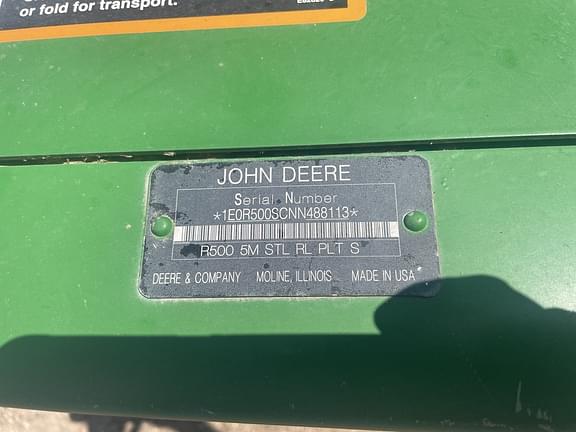 or fold for transport.
JOHN DEERE
Serial Number
*1E0R500SCNN488113*
R500 5M STL RL PLT S
DEERE & COMPANY MOLINE, ILLINOIS MADE IN USA